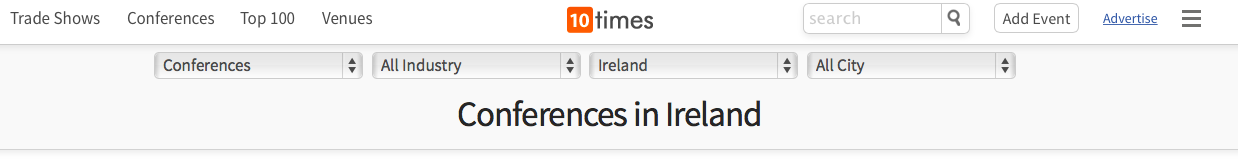 Trade Shows Conferences Top 100 Venues 10times search Add Event Advertise
Conferences All Industry Ireland All City
Conferences in Ireland